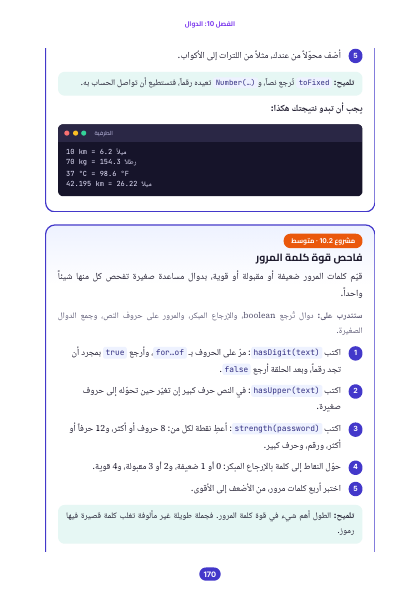 الفصل 10: الدوال
5 أضف محوّلاً من عندك، مثلاً من اللترات إلى الأكواب.
تلميح: toFixed تُرجع نصاً، و Number(…) تعيده رقماً، فتستطيع أن تواصل الحساب به.
يجب أن تبدو نتيجتك هكذا:
الطرفية
10 km = 6.2 ميلاً
70 kg = 154.3 رطلاً
37 °C = 98.6 °F
42.195 km = 26.22 ميلاً
مشروع 10.2 · متوسط
فاحص قوة كلمة المرور
قيّم كلمات المرور ضعيفة أو مقبولة أو قوية، بدوال مساعدة صغيرة تفحص كل منها شيئاً
واحداً.
ستتدرب على: دوال تُرجع boolean، والإرجاع المبكر، والمرور على حروف النص، وجمع الدوال
الصغيرة.
1 اكتب hasDigit(text): مرّ على الحروف بـ for…of، وأرجع true بمجرد أن
تجد رقماً، وبعد الحلقة أرجع false.
2 اكتب hasUpper(text): في النص حرف كبير إن تغيّر حين تحوّله إلى حروف
صغيرة.
3 اكتب strength(password): أعطِ نقطة لكل من: 8 حروف أو أكثر، و12 حرفاً أو
أكثر، ورقم، وحرف كبير.
4 حوّل النقاط إلى كلمة بالإرجاع المبكر: 0 أو 1 ضعيفة، و2 أو 3 مقبولة، و4 قوية.
5 اختبر أربع كلمات مرور، من الأضعف إلى الأقوى.
تلميح: الطول أهم شيء في قوة كلمة المرور. فجملة طويلة غير مألوفة تغلب كلمة قصيرة فيها
رموز.
170